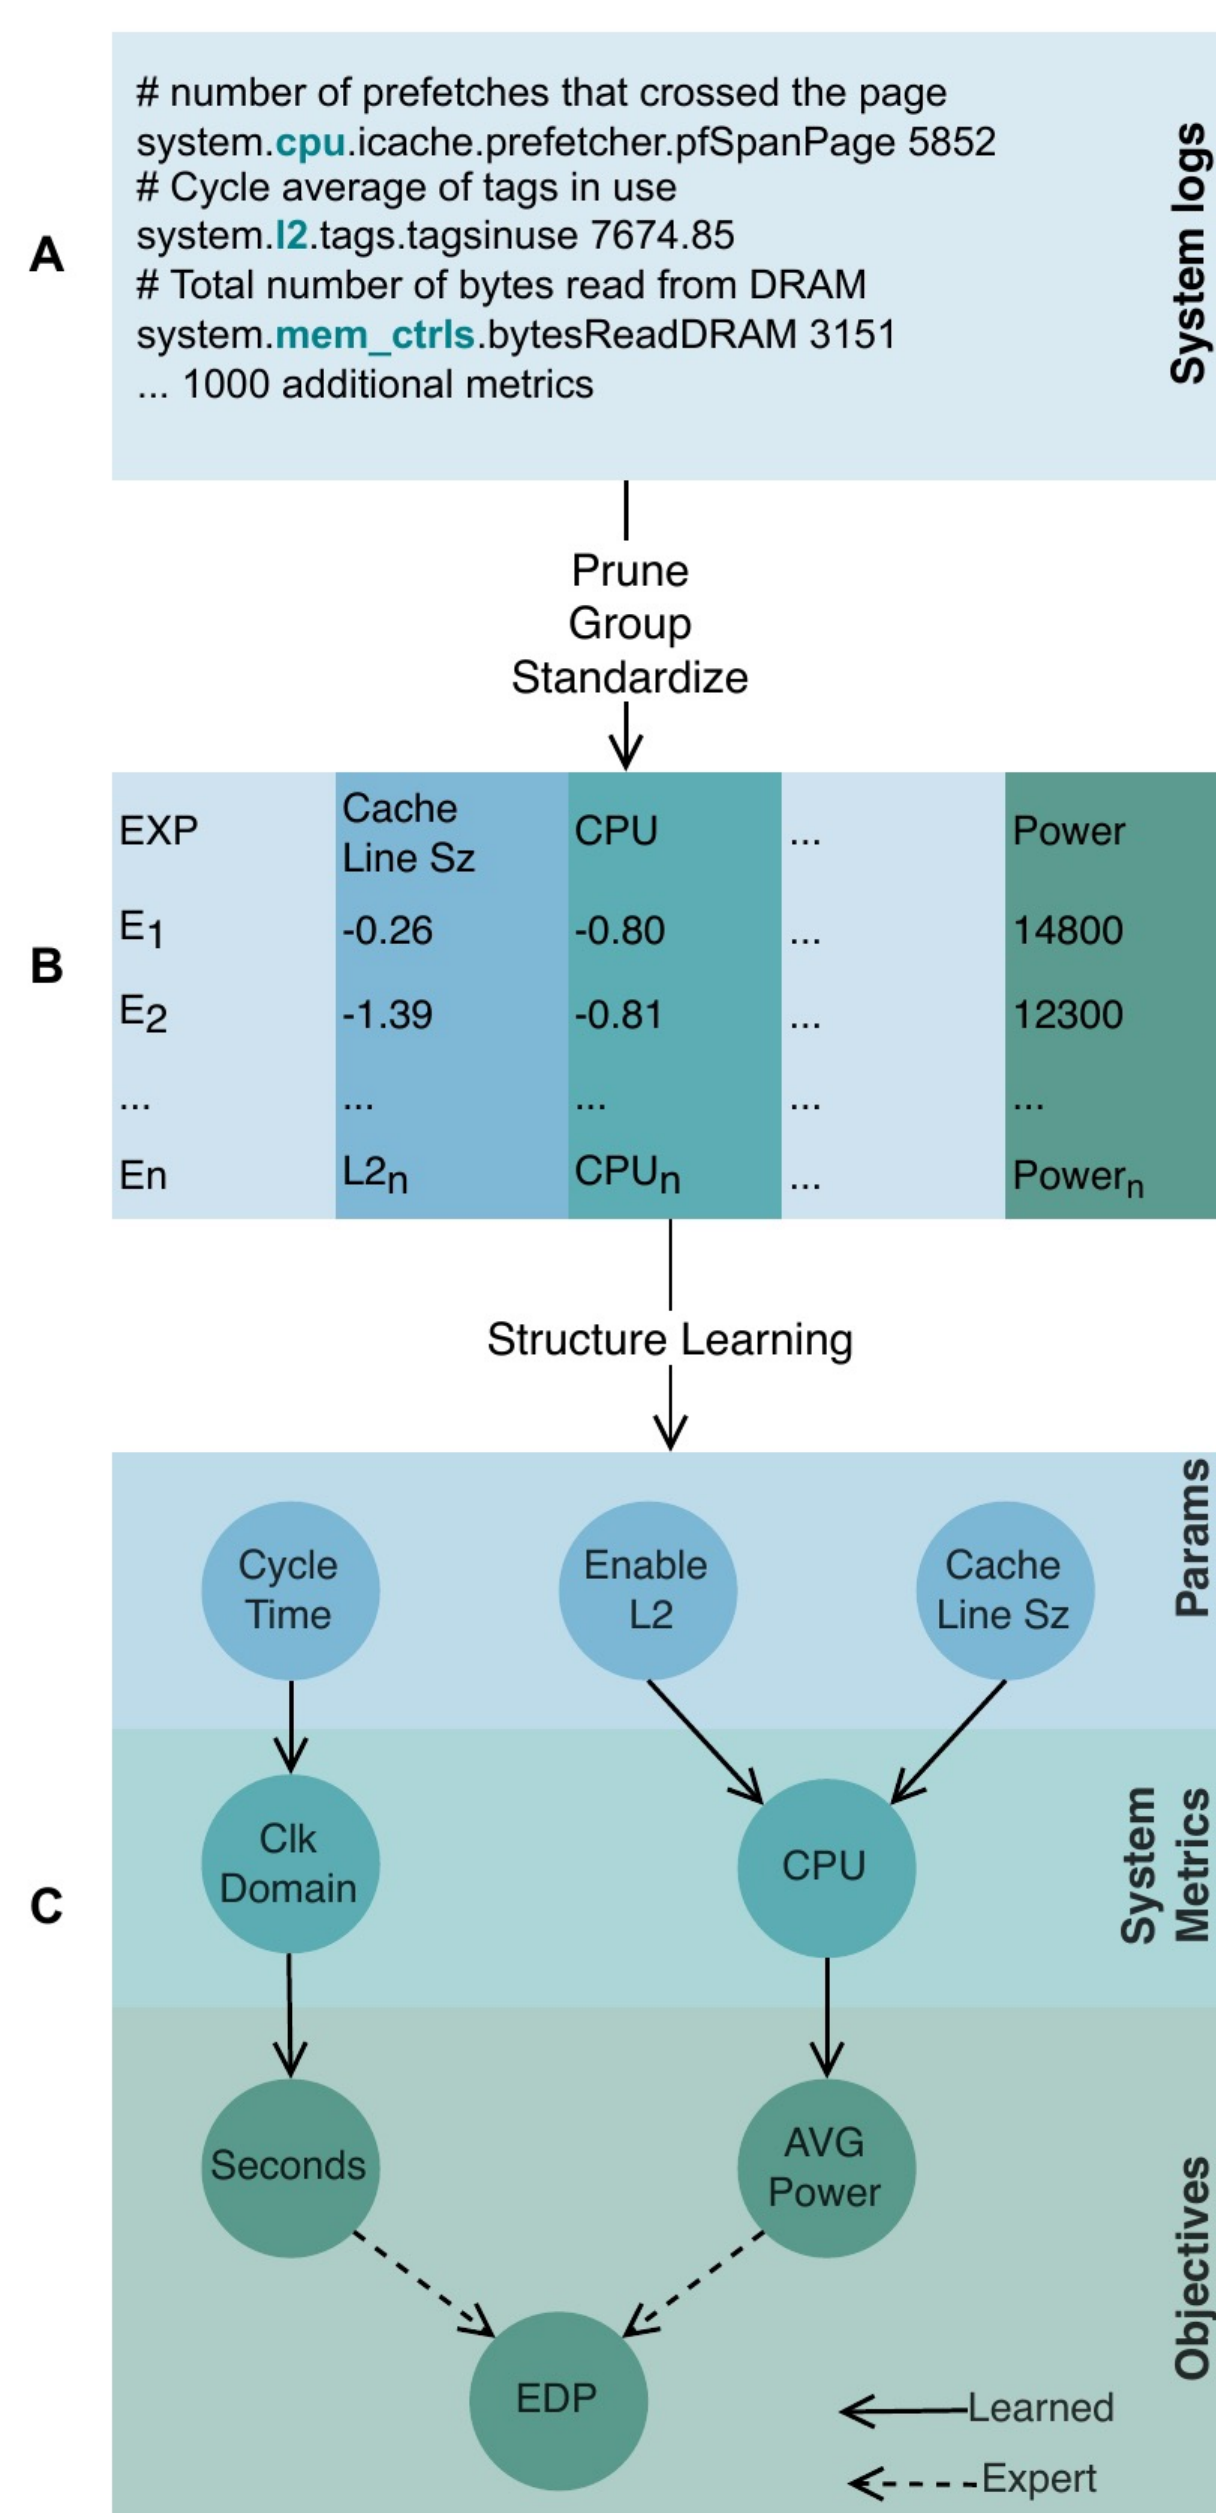 # number of prefetches that crossed the page
system.cpu.icache.prefetcher.pfSpanPage 5852
# Cycle average of tags in use
system.l2.tags.tagsinuse 7674.85
# Total number of bytes read from DRAM
system.mem_ctrls.bytesReadDRAM 3151
... 1000 additional metrics
System logs
A
Prune
Group
Standardize
B
EXP Cache Line Sz CPU ... Power
E1 -0.26 -0.80 ... 14800
E2 -1.39 -0.81 ... 12300
... ... ... ... ...
En L2n CPUn ... Powern
Structure Learning
C
Params
Cycle
Time
Enable
L2
Cache
Line Sz
System
Metrics
Clk
Domain
CPU
Objectives
Seconds
AVG
Power
EDP
Learned
Expert